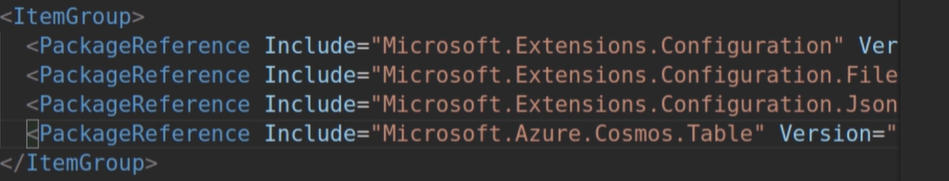 <ItemGroup>
<PackageReference Include="Microsoft.Extensions.Configuration" Ver
<PackageReference Include="Microsoft.Extensions.Configuration.File
<PackageReference Include="Microsoft.Extensions.Configuration.Json
<PackageReference Include="Microsoft.Azure.Cosmos.Table" Version="
</ItemGroup>